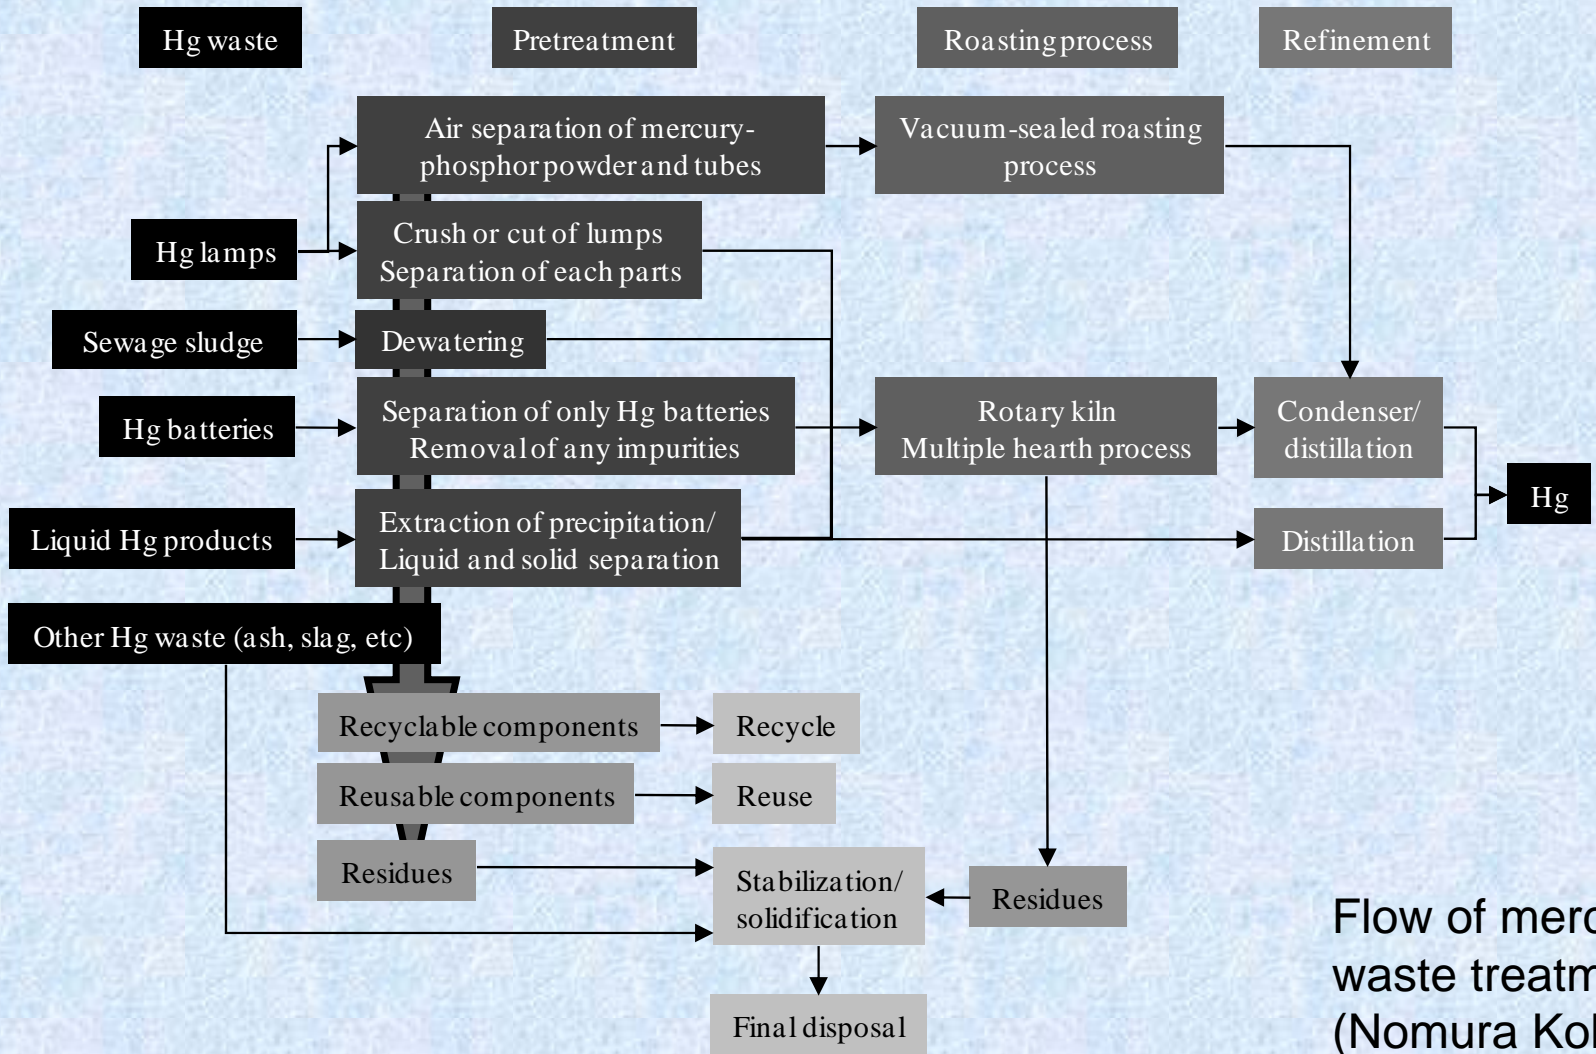 Hg waste
Pretreatment
Roasting process
Refinement
Air separation of mercury-
phosphor powder and tubes
Vacuum-sealed roasting
process
Hg lamps
Crush or cut of lumps
Separation of each parts
Sewage sludge
Dewatering
Hg batteries
Separation of only Hg batteries
Removal of any impurities
Rotary kiln
Multiple hearth process
Condenser/
distillation
Hg
Liquid Hg products
Extraction of precipitation/
Liquid and solid separation
Distillation
Other Hg waste (ash, slag, etc)
Recyclable components
Recycle
Reusable components
Reuse
Residues
Stabilization/
solidification
Residues
Final disposal
Flow of
waste
(Nomura